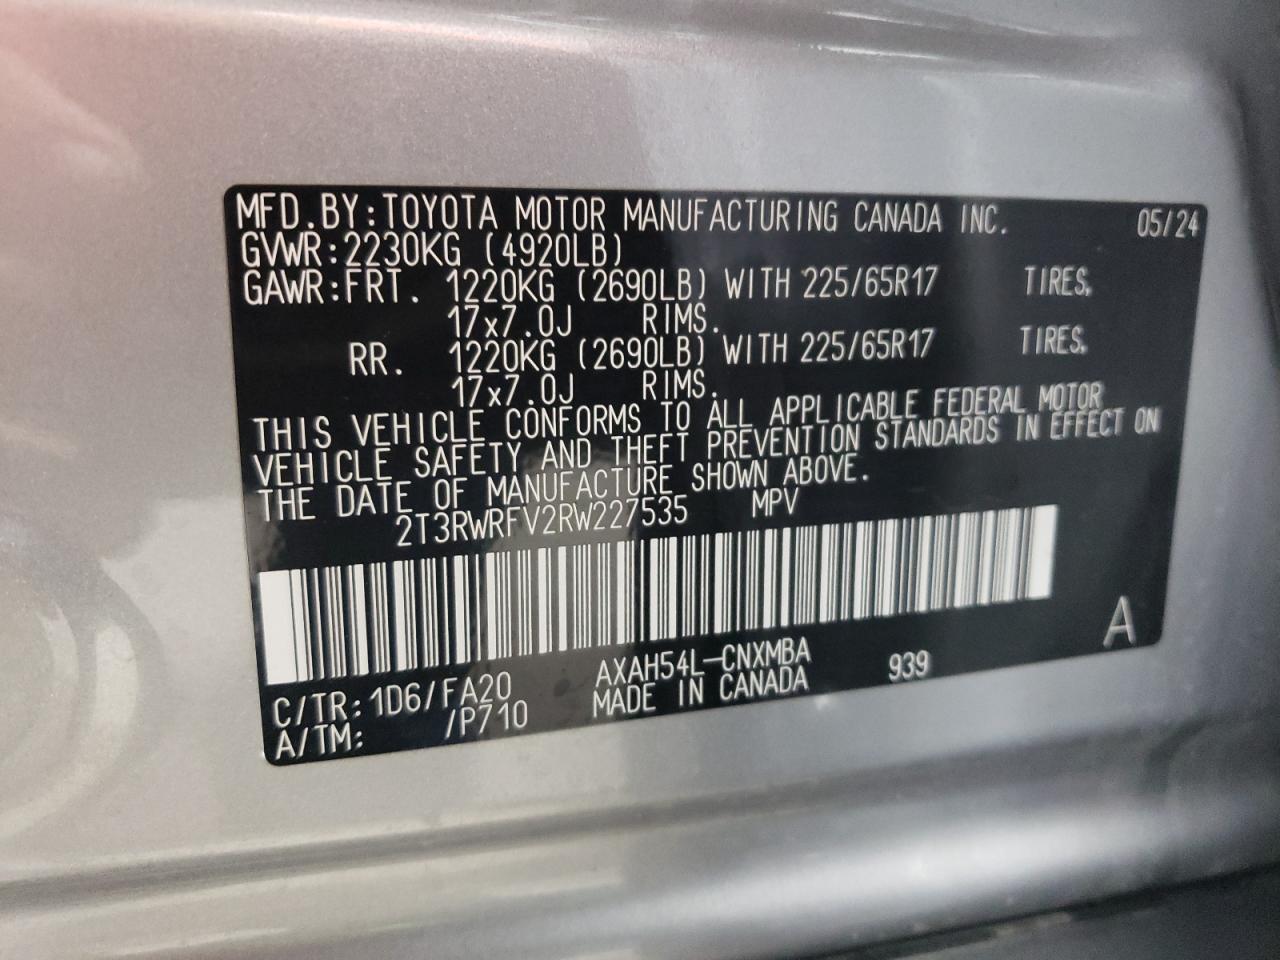 MFD.BY:TOYOTA MOTOR MANUFACTURING CANADA INC. 05/24
GVWR:2230KG (4920LB)
GAWR:FRT. 1220KG (2690LB) WITH 225/65R17 TIRES,
17x7.0J RIMS.
RR. 1220KG (2690LB) WITH 225/65R17 TIRES,
17x7.0J RIMS.
THIS VEHICLE CONFORMS TO ALL APPLICABLE FEDERAL MOTOR
VEHICLE SAFETY AND THEFT PREVENTION STANDARDS IN EFFECT ON
THE DATE OF MANUFACTURE SHOWN ABOVE.
2T3RWRFV2RW227535 MPV
A
C/TR:1D6/FA20 AXAH54L-CNXMBA 939
A/TM: /P710 MADE IN CANADA